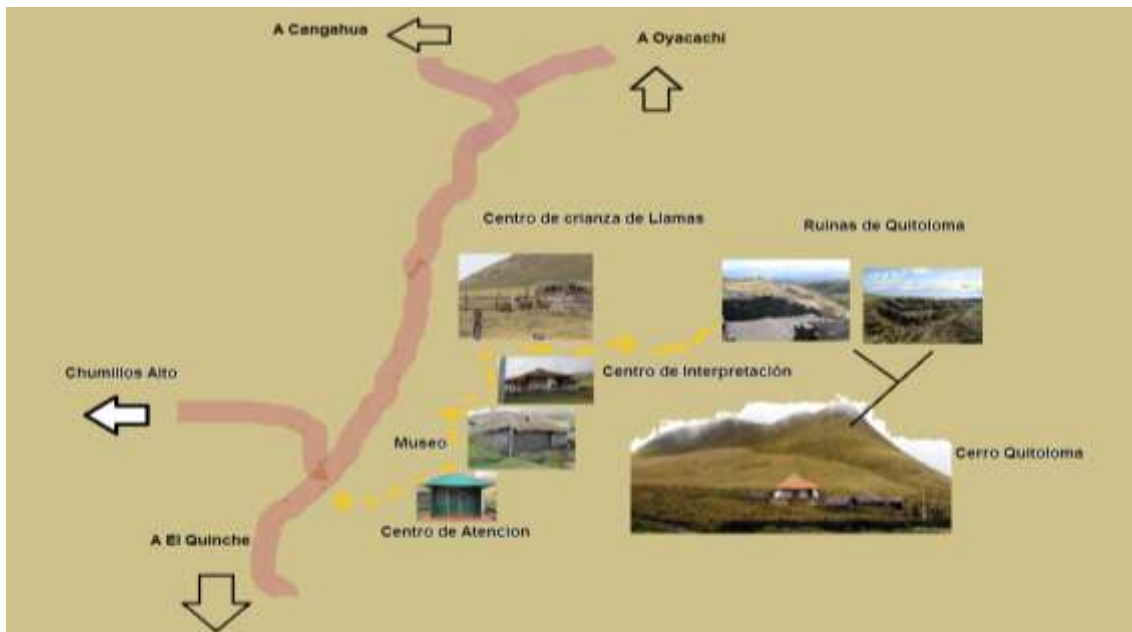 A Cangahua
A Oyacachi
Centro de crianza de Llamas
Ruinas de Quitoloma
Chumillos Alto
Centro de Interpretación
Museo
Cerro Quitoloma
Centro de Atencion
A El Quinche